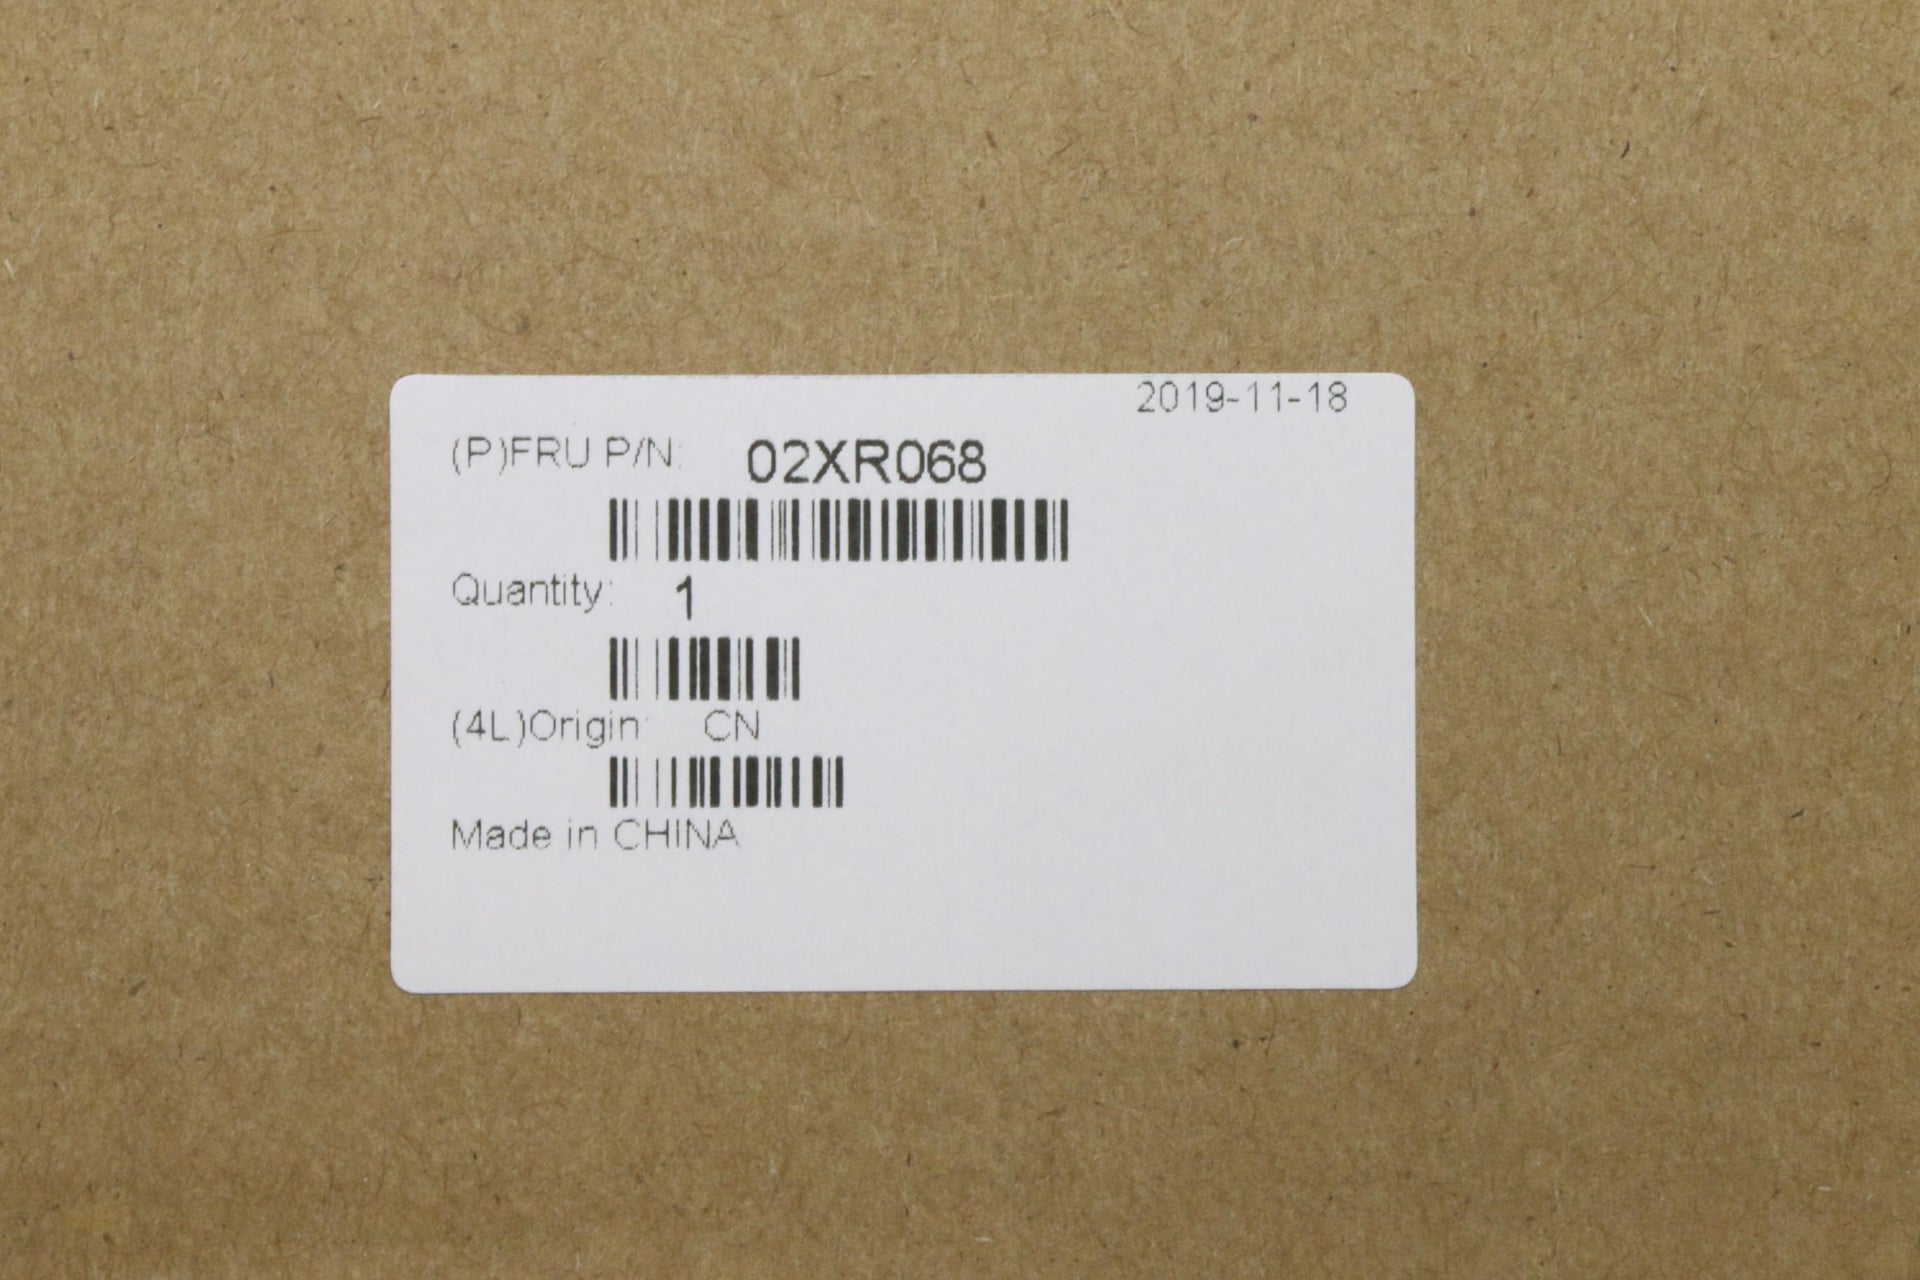 2019-11-18
(P)FRU P/N: 02XR068
Quantity: 1
(4L)Origin: CN
Made in CHINA